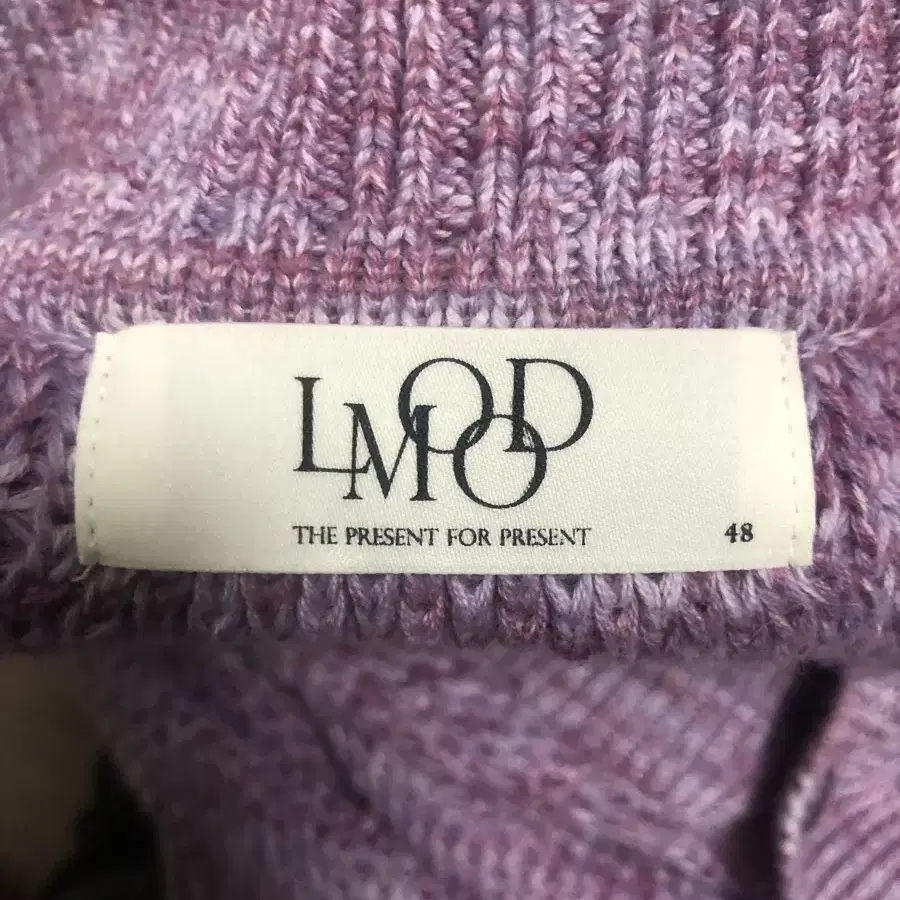 LMOOD
THE PRESENT FOR PRESENT 48